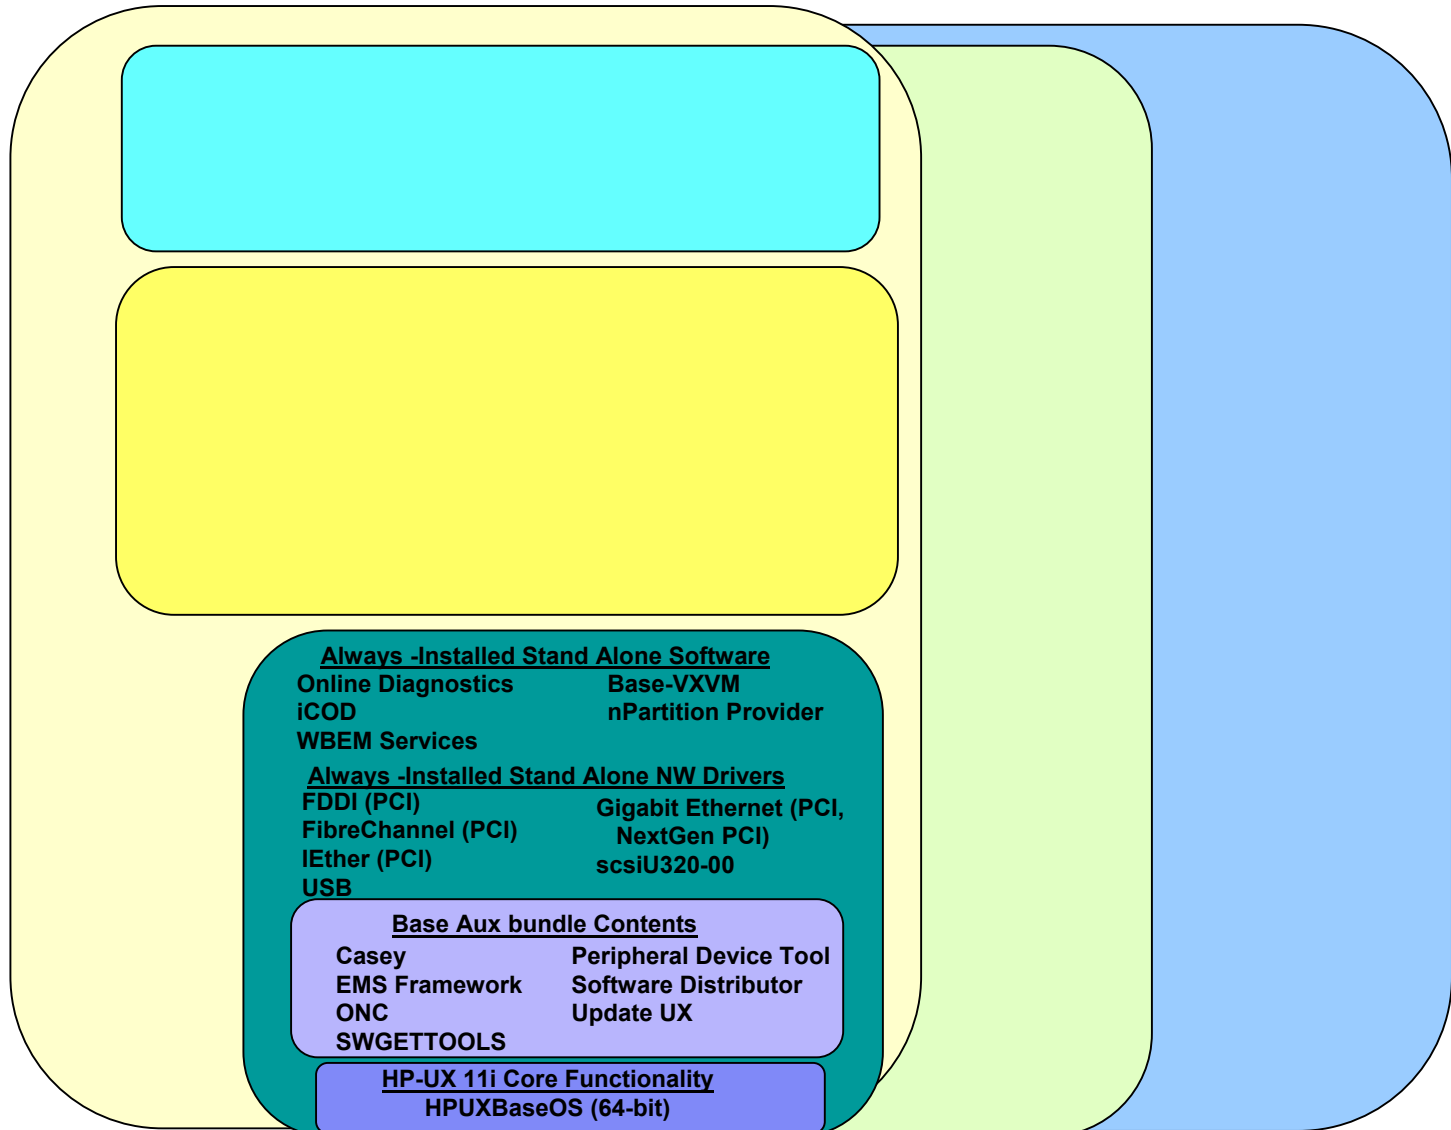 Always -Installed Stand Alone Software
Online Diagnostics
iCOD
WBEM Services
Base-VXVM
nPartition Provider
Always -Installed Stand Alone NW Drivers
FDDI (PCI)
FibreChannel (PCI)
IEther (PCI)
USB
Gigabit Ethernet (PCI,
NextGen PCI)
scsiU320-00
Base Aux bundle Contents
Casey
EMS Framework
ONC
SWGETTOOLS
Peripheral Device Tool
Software Distributor
Update UX
HP-UX 11i Core Functionality
HPUXBaseOS (64-bit)